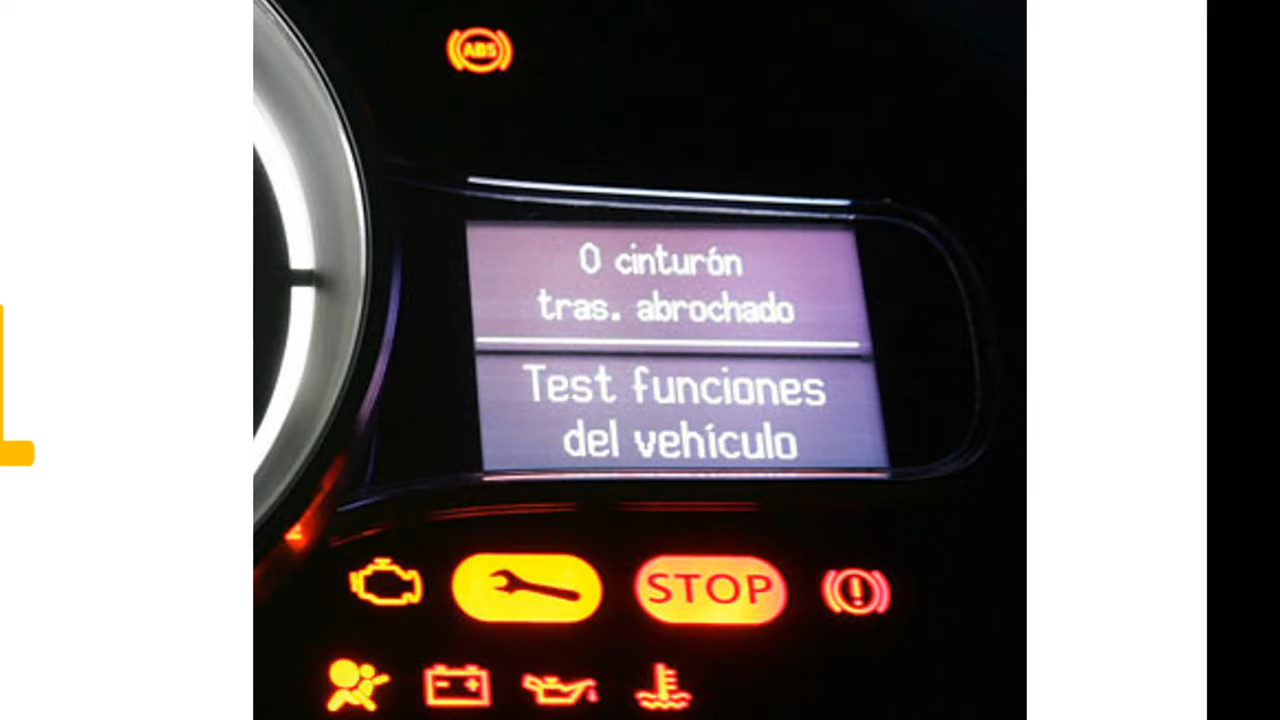 ABS
0 cinturón
tras. abrochado
Test funciones
del vehículo
STOP